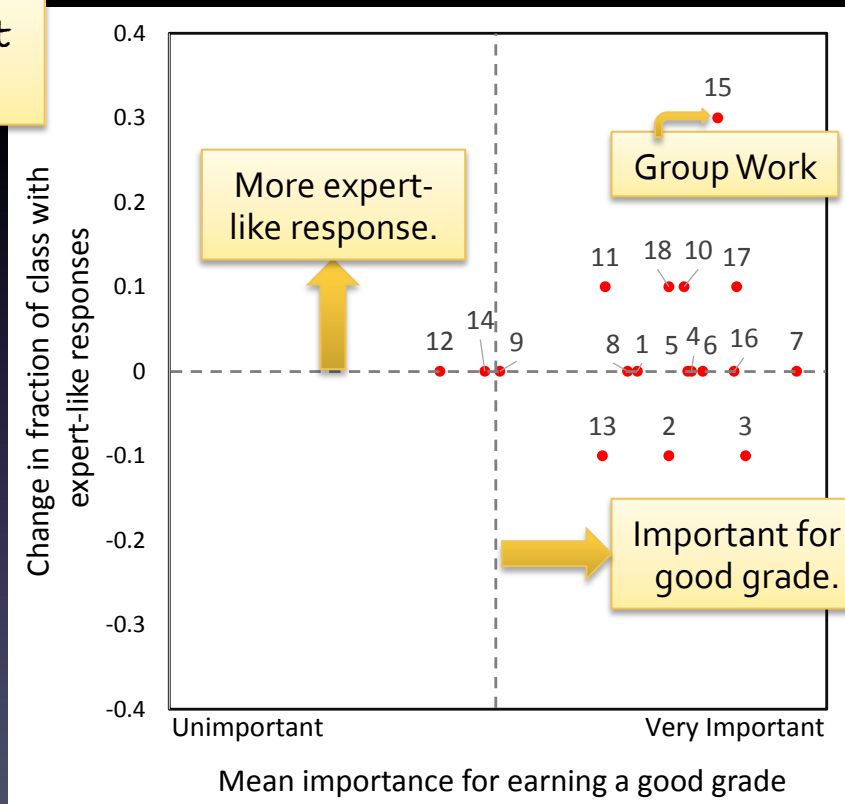 t
0.4
0.3
0.2
0.1
0
-0.1
-0.2
-0.3
-0.4
Change in fraction of class with
expert-like responses
More expert-
like response.
15
Group Work
11 18 10 17
12 14 9 8 1 5 4 6 16 7
13 2 3
Important for
good grade.
Unimportant Very Important
Mean importance for earning a good grade